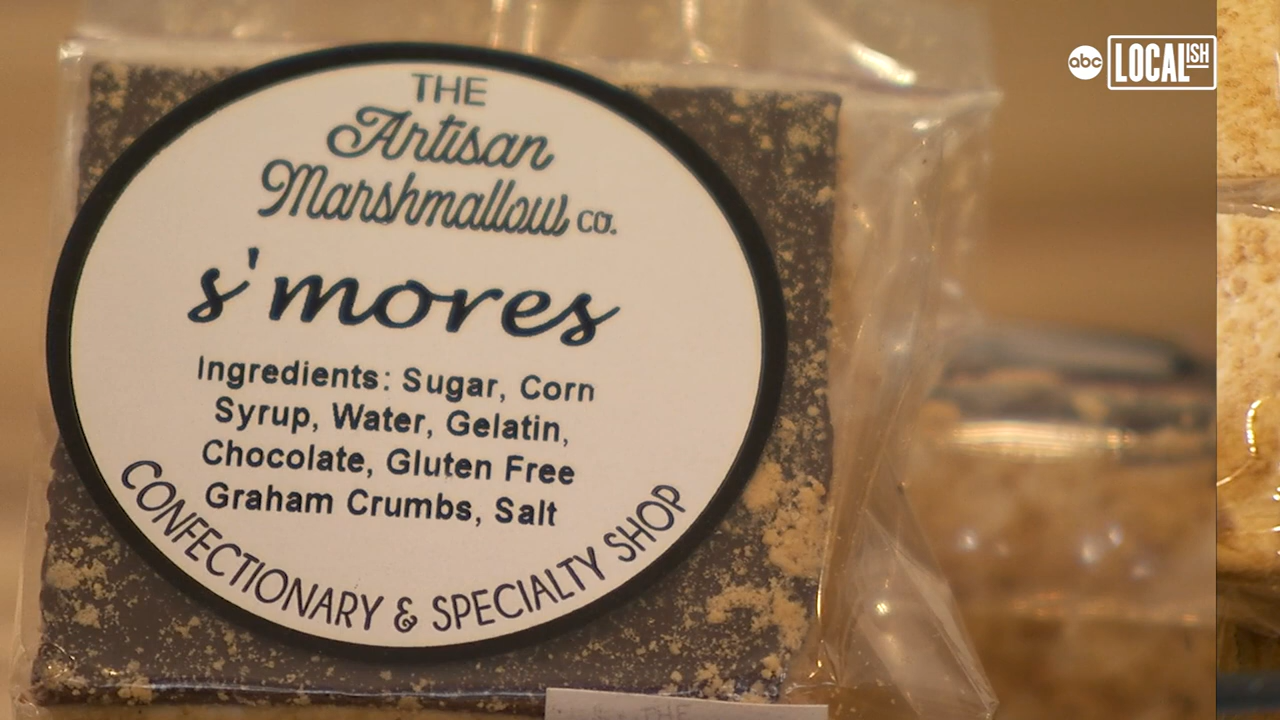 abc LOCALISH
THE
Artisan
Marshmallow co.
s'mores
Ingredients: Sugar, Corn
Syrup, Water, Gelatin,
Chocolate, Gluten Free
Graham Crumbs, Salt
CONFECTIONARY & SPECIALTY SHOP
THE